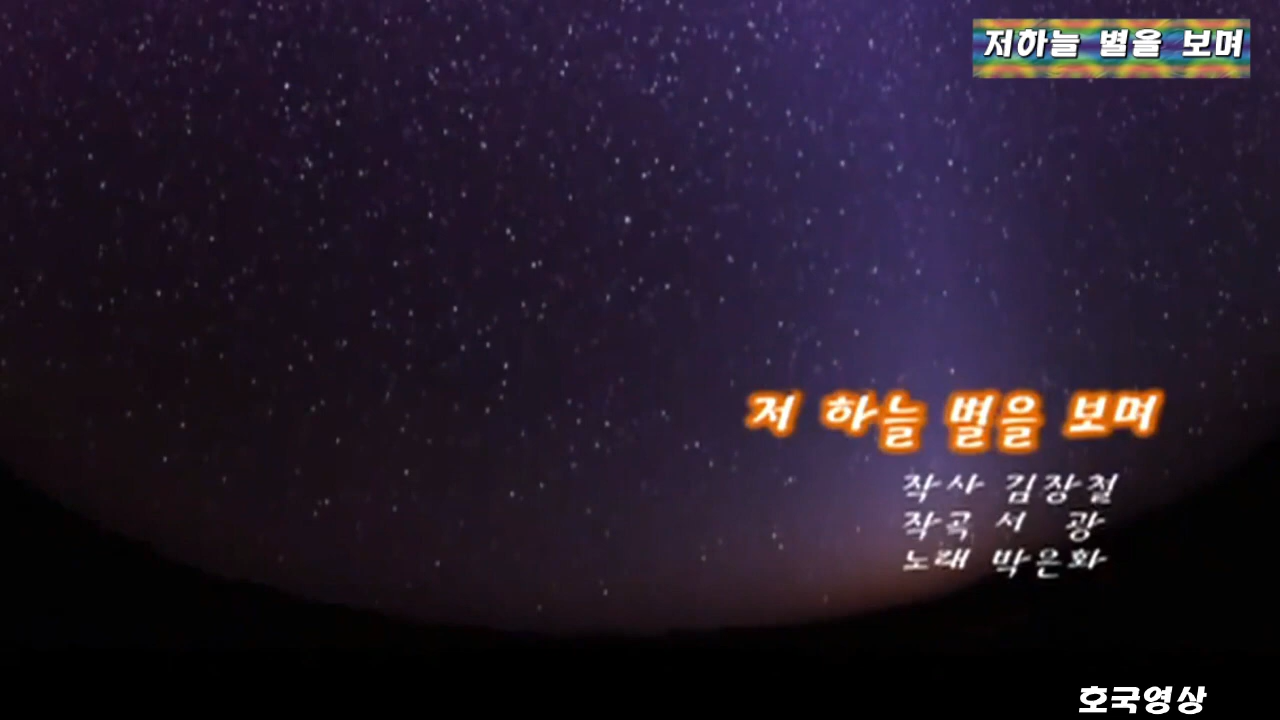 저하늘 별을 보며
저 하늘 별을 보며
작사 김장철
작곡 서 광
노래 박은화
호국영상